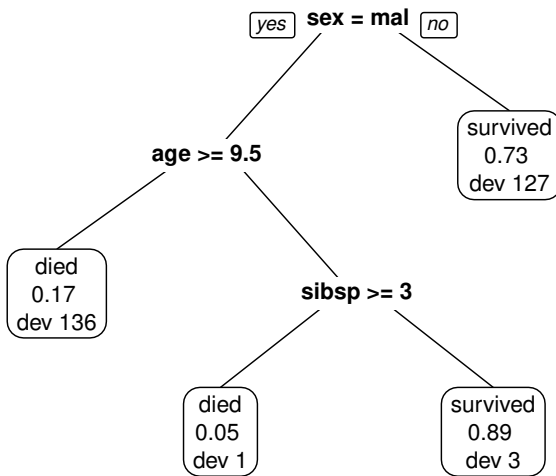 yes sex = mal no
age >= 9.5
survived
0.73
dev 127
died
0.17
dev 136
sibsp >= 3
died
0.05
dev 1
survived
0.89
dev 3